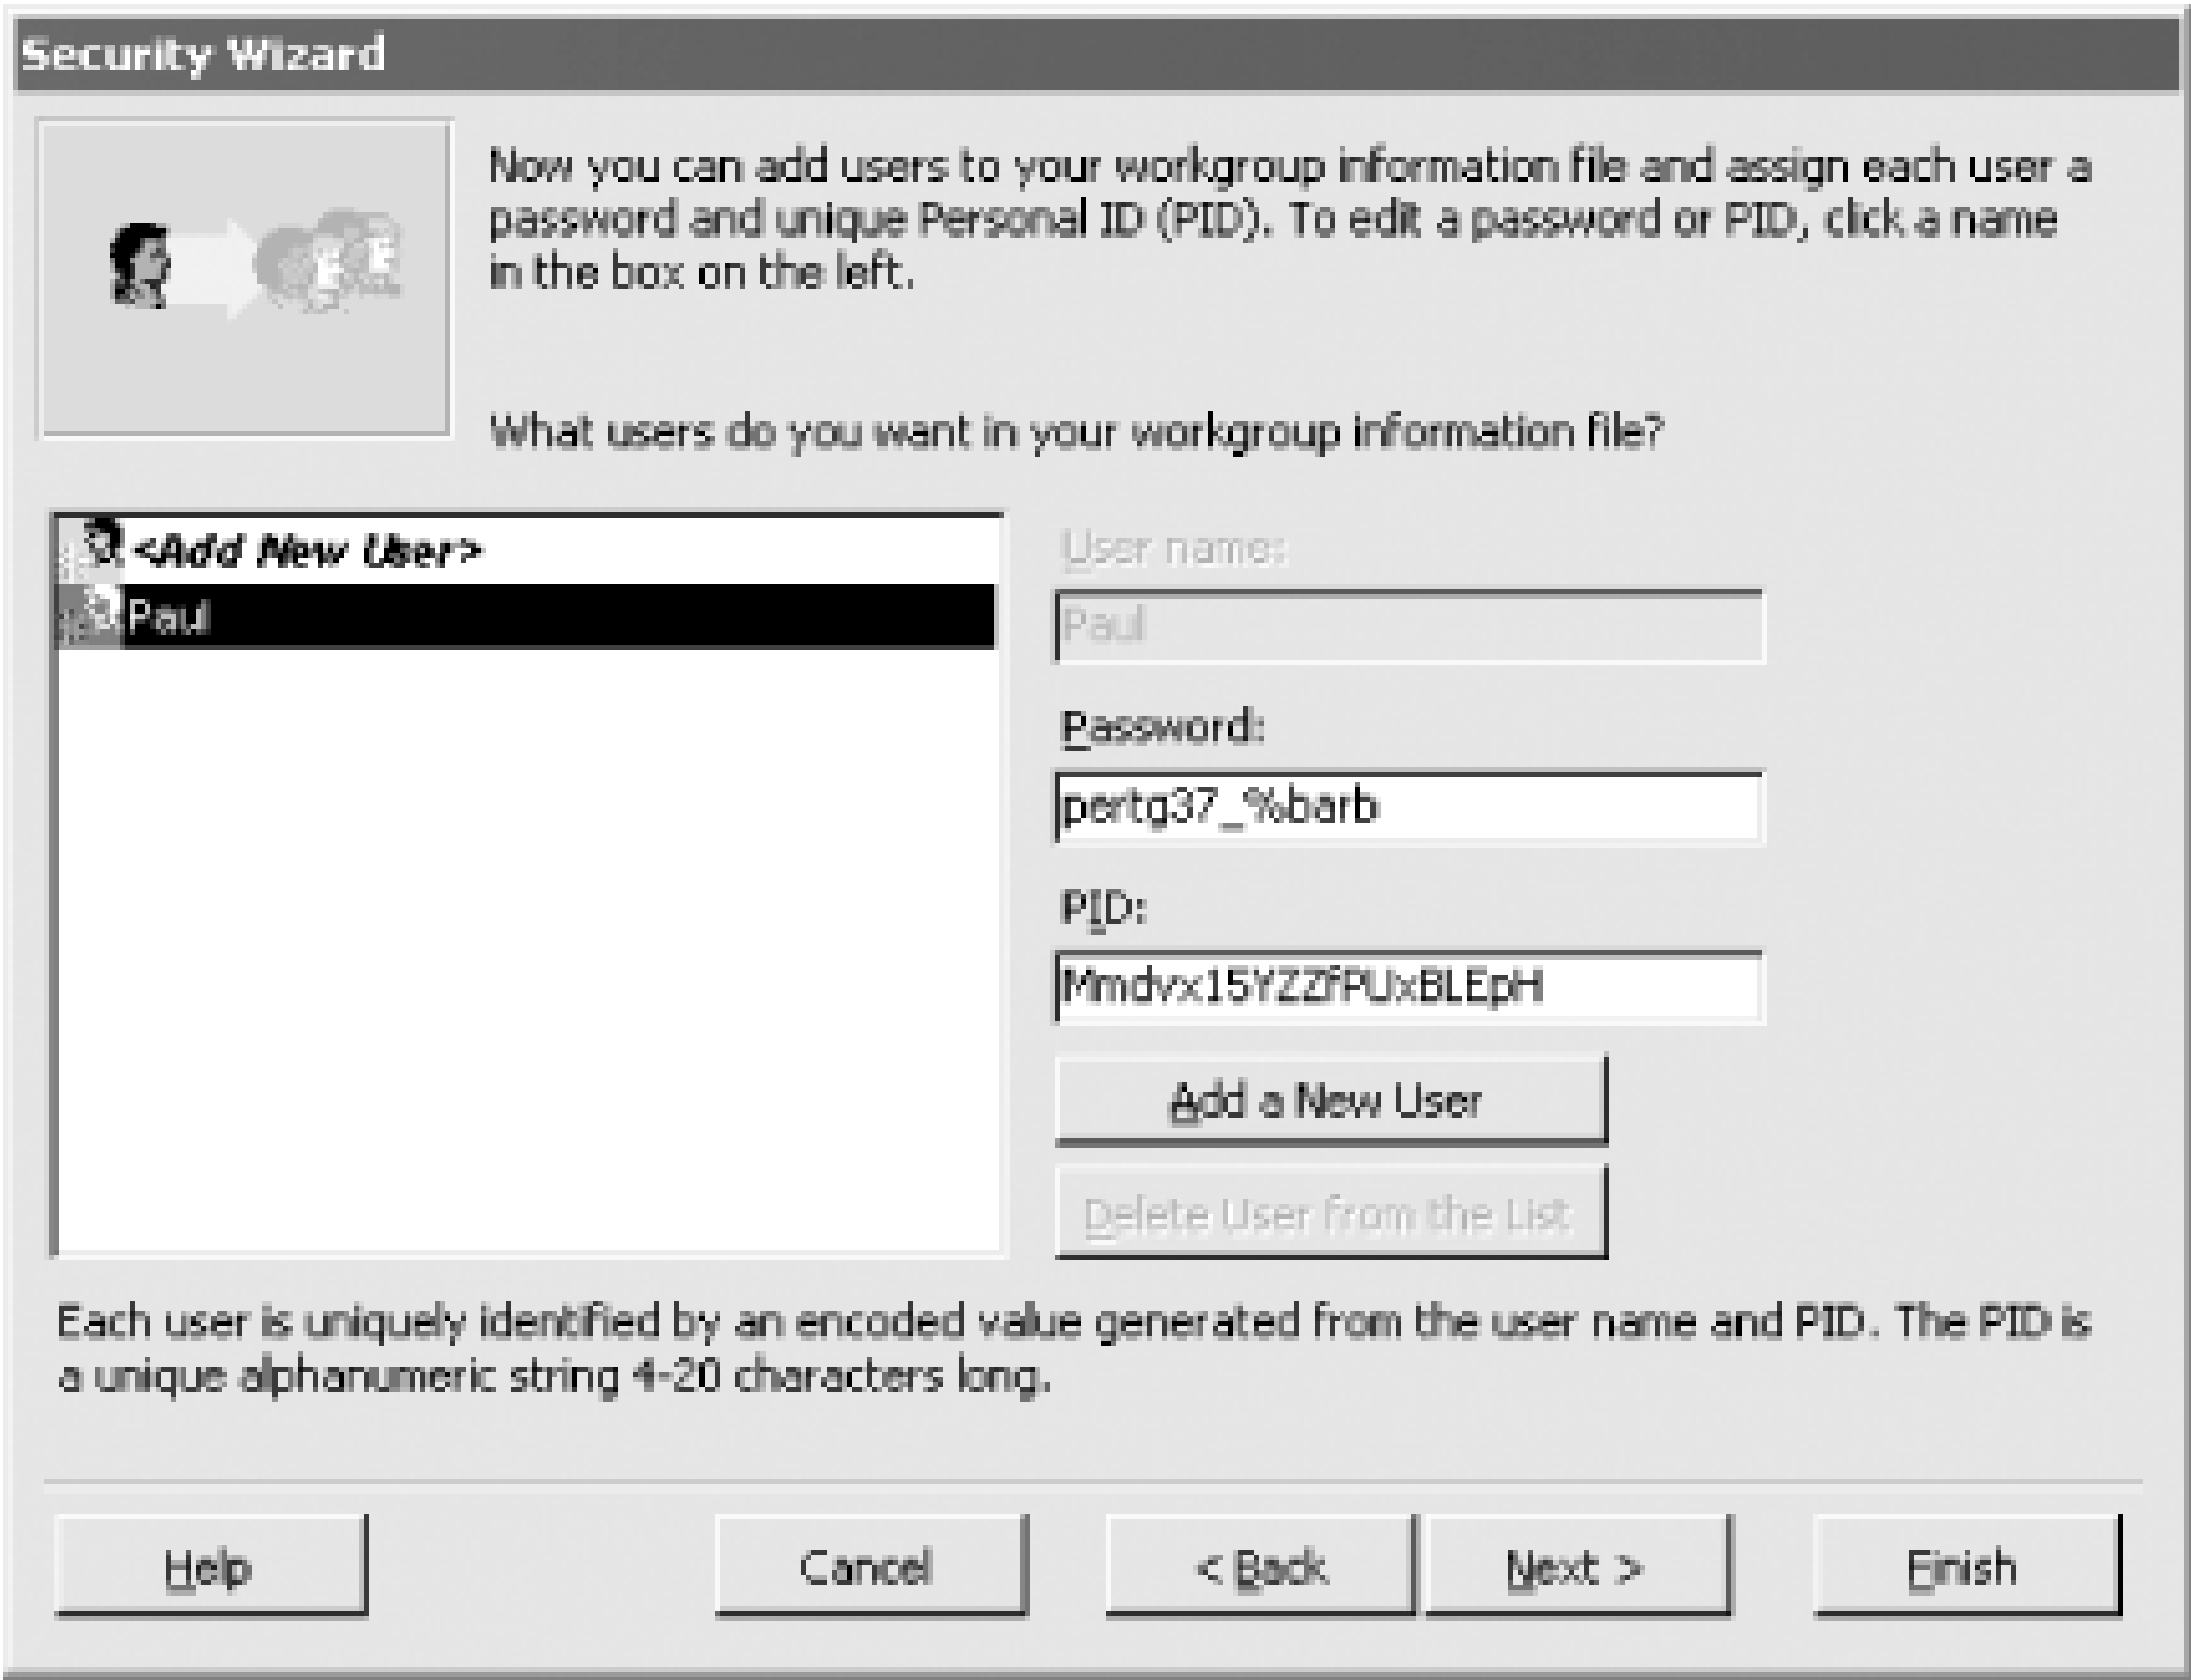 Security Wizard
Now you can add users to your workgroup information file and assign each user a
password and unique Personal ID (PID). To edit a password or PID, click a name
in the box on the left.
What users do you want in your workgroup information file?
<Add New User>
Paul
User name:
Paul
Password:
pertg37_%barb
PID:
Mmdvx15YZZfPUxBLEpH
Add a New User
Delete User from the List
Each user is uniquely identified by an encoded value generated from the user name and PID. The PID is
a unique alphanumeric string 4-20 characters long.
Help
Cancel
< Back
Next >
Finish